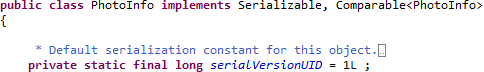 public class PhotoInfo implements Serializable, Comparable<PhotoInfo>
{
* Default serialization constant for this object.
private static final long serialVersionUID = 1L ;